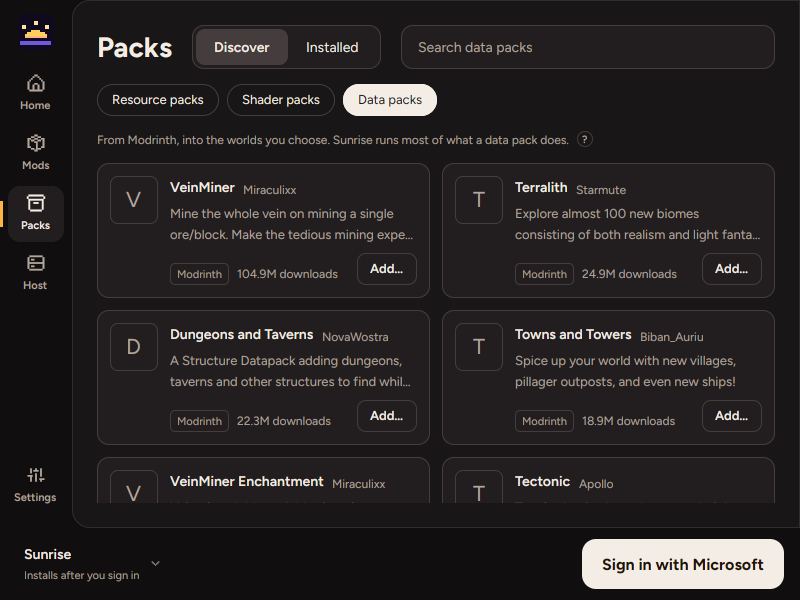 Packs
Discover
Installed
Search data packs
Home
Mods
Packs
Host
Settings
Resource packs
Shader packs
Data packs
From Modrinth, into the worlds you choose. Sunrise runs most of what a data pack does. ?
V
VeinMiner Miraculixx
Mine the whole vein on mining a single
ore/block. Make the tedious mining expe...
Modrinth 104.9M downloads Add...
T
Terralith Starmute
Explore almost 100 new biomes
consisting of both realism and light fanta...
Modrinth 24.9M downloads Add...
D
Dungeons and Taverns NovaWostra
A Structure Datapack adding dungeons,
taverns and other structures to find whil...
Modrinth 22.3M downloads Add...
T
Towns and Towers Biban_Auriu
Spice up your world with new villages,
pillager outposts, and even new ships!
Modrinth 18.9M downloads Add...
V
VeinMiner Enchantment Miraculixx
T
Tectonic Apollo
Sunrise
Installs after you sign in
Sign in with Microsoft